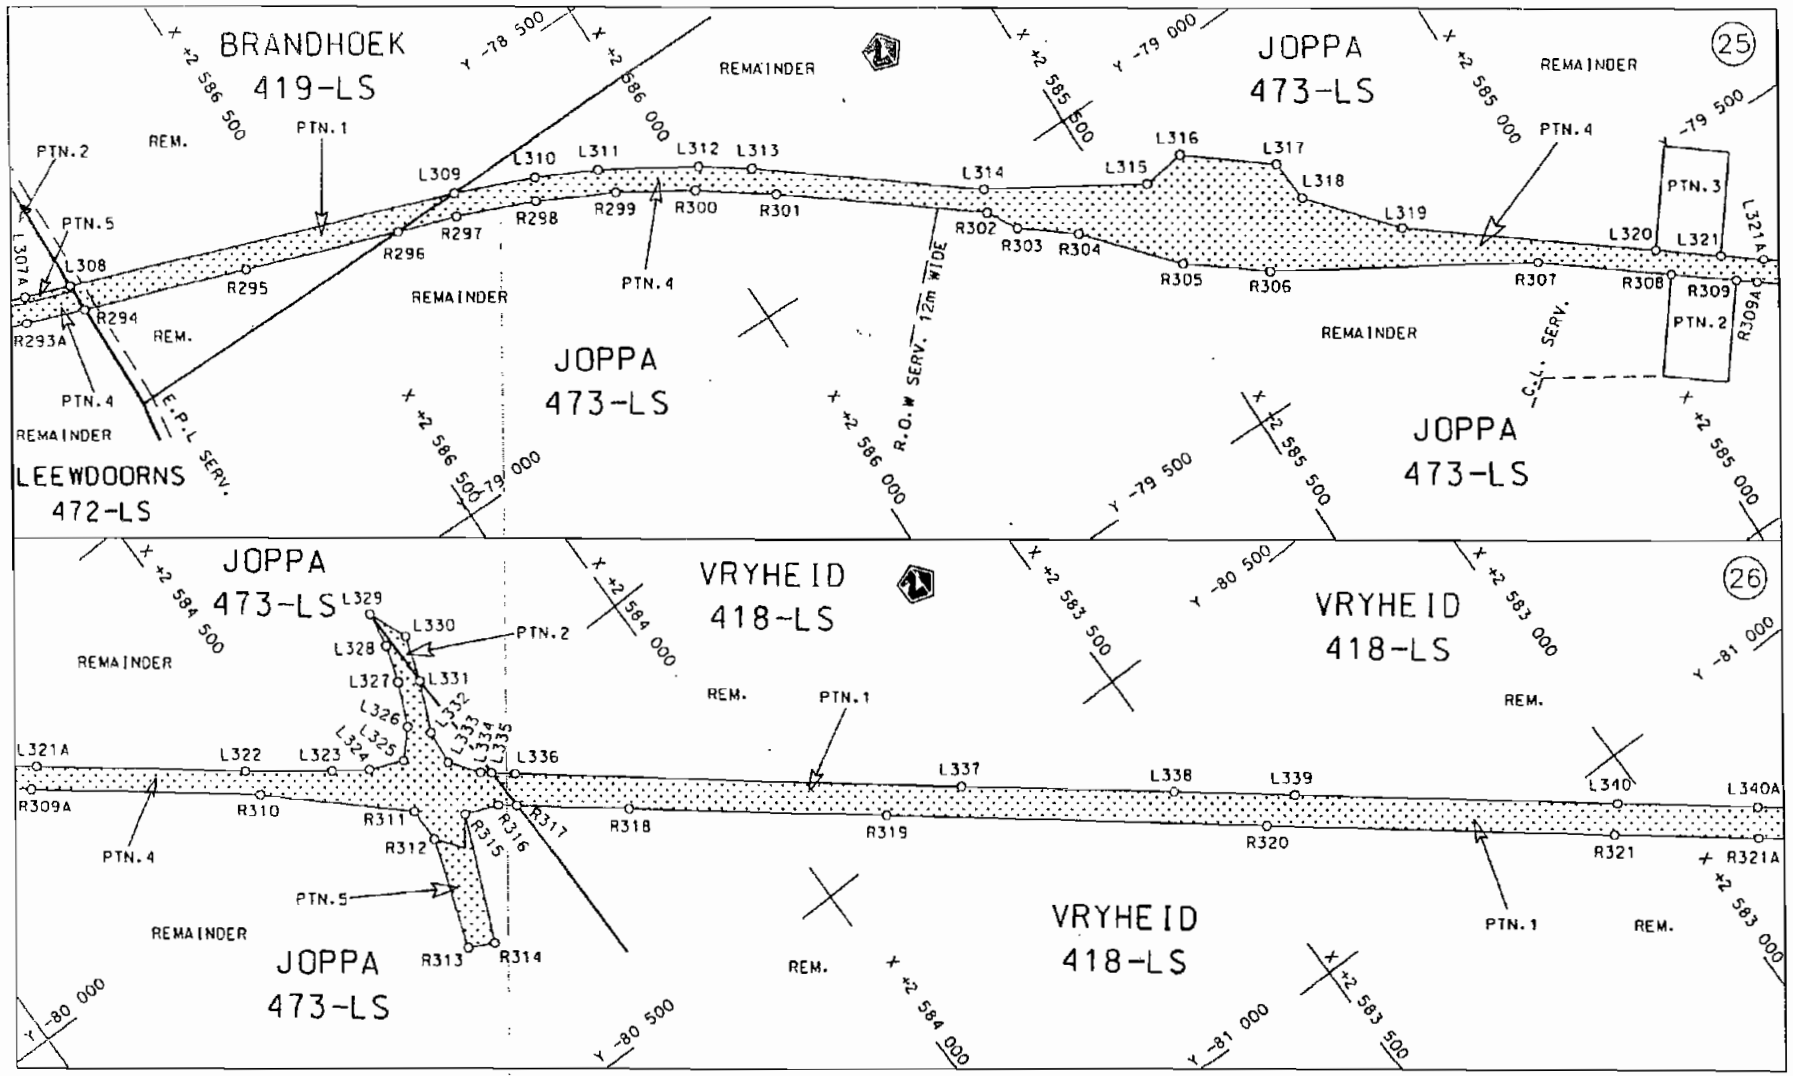 BRANDHOEK
419-LS
X +2 586 500
Y -78 500
X +2 586 000
REMAINDER
X +2 585 500
Y -79 000
JOPPA
473-LS
X +2 585 000
REMAINDER
25
Y -79 500
PTN.2
REM.
PTN.1
PTN.5
L307A
L308
L309
L310
L311
L312
L313
L314
L315
L316
L317
L318
L319
L320
L321
L321A
PTN.4
PTN.3
R293A
R294
R295
R296
R297
R298
R299
R300
R301
R302
R303
R304
R305
R306
R307
R308
R309
R309A
REM.
REMAINDER
PTN.4
R.O.W SERV. 12m WIDE
REMAINDER
C.L. SERV.
PTN.2
PTN.4
REMAINDER
E.P.L SERV.
LEEWDOORNS
472-LS
JOPPA
473-LS
X +2 586 500
Y -79 000
X +2 586 000
Y -79 500
X +2 585 500
JOPPA
473-LS
X +2 585 000
X +2 584 500
JOPPA
473-LS
X +2 584 000
VRYHEID
418-LS
X +2 583 500
Y -80 500
VRYHEID
418-LS
X +2 583 000
Y -81 000
26
REMAINDER
L329
L330
PTN.2
L328
L327
L331
L326
L325
L324
L332
L333
L334
L335
REM.
PTN.1
REM.
L321A
L322
L323
L336
L337
L338
L339
L340
L340A
R309A
R310
R311
R312
R315
R316
R317
R318
R319
R320
R321
R321A
PTN.4
PTN.5
R313
R314
REMAINDER
JOPPA
473-LS
Y -80 000
Y -80 500
REM.
X +2 584 000
VRYHEID
418-LS
Y -81 000
X +2 583 500
PTN.1
REM.
X +2 583 000